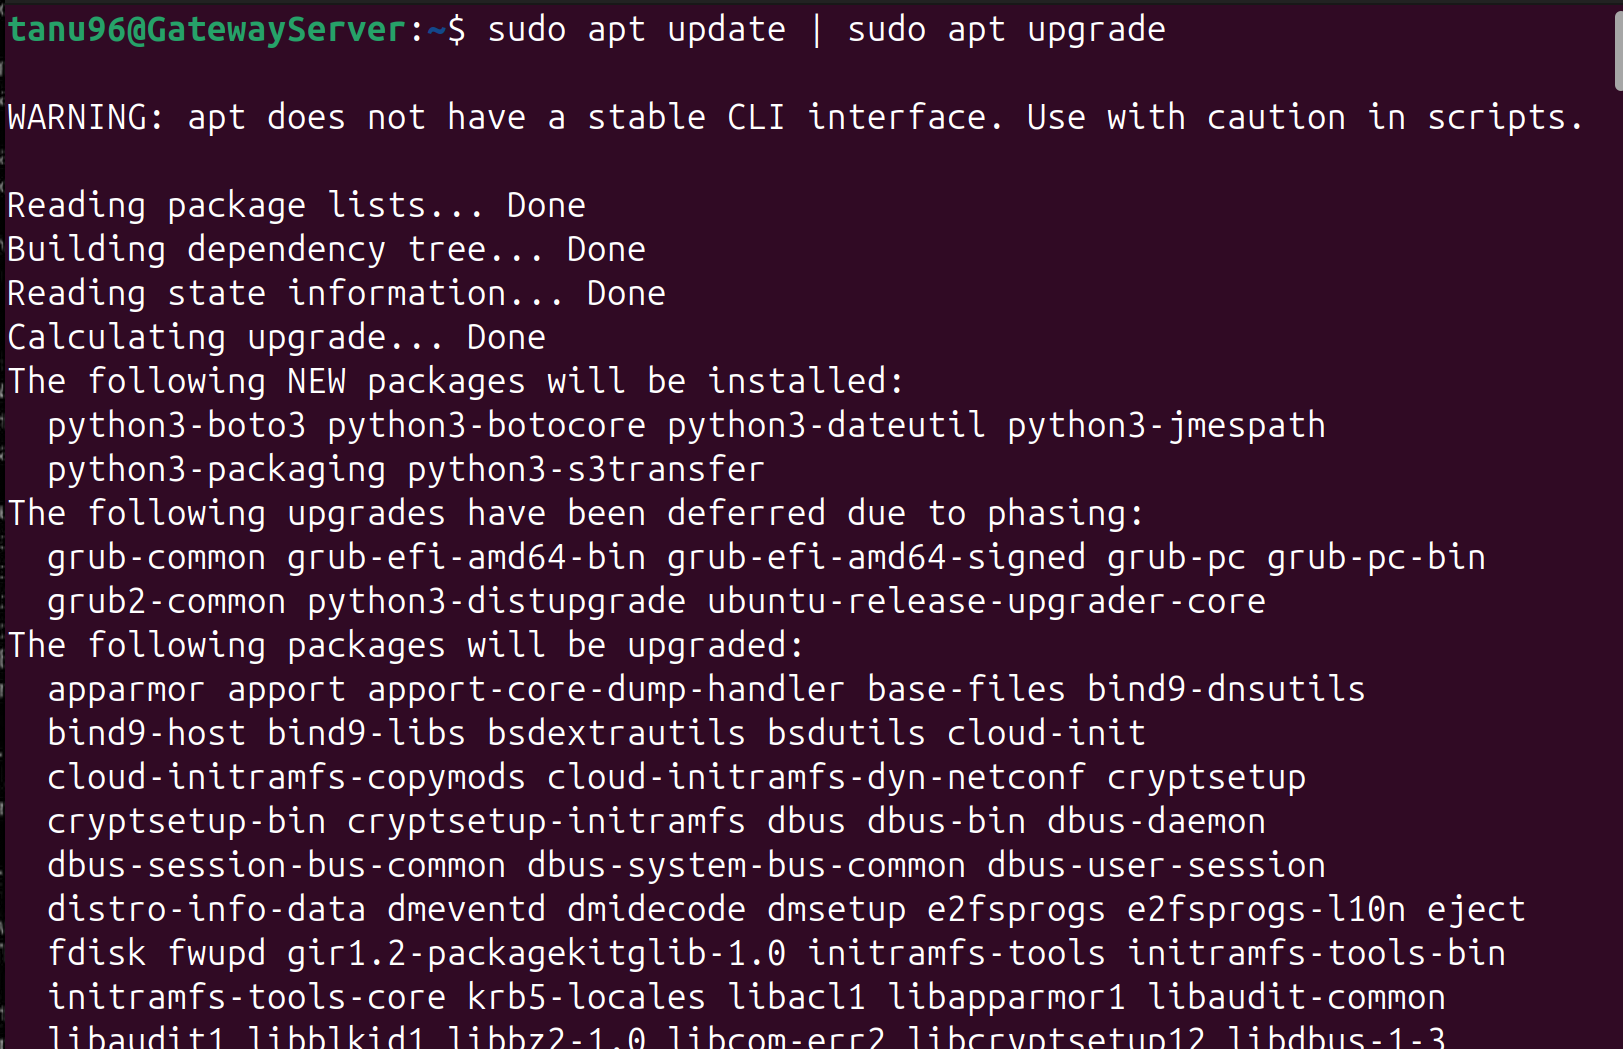 tanu96@GatewayServer:~$ sudo apt update | sudo apt upgrade
WARNING: apt does not have a stable CLI interface. Use with caution in scripts.
Reading package lists... Done
Building dependency tree... Done
Reading state information... Done
Calculating upgrade... Done
The following NEW packages will be installed:
  python3-boto3 python3-botocore python3-dateutil python3-jmespath
  python3-packaging python3-s3transfer
The following upgrades have been deferred due to phasing:
  grub-common grub-efi-amd64-bin grub-efi-amd64-signed grub-pc grub-pc-bin
  grub2-common python3-distupgrade ubuntu-release-upgrader-core
The following packages will be upgraded:
  apparmor apport apport-core-dump-handler base-files bind9-dnsutils
  bind9-host bind9-libs bsdextrautils bsdutils cloud-init
  cloud-initramfs-copymods cloud-initramfs-dyn-netconf cryptsetup
  cryptsetup-bin cryptsetup-initramfs dbus dbus-bin dbus-daemon
  dbus-session-bus-common dbus-system-bus-common dbus-user-session
  distro-info-data dmeventd dmidecode dmsetup e2fsprogs e2fsprogs-l10n eject
  fdisk fwupd gir1.2-packagekitglib-1.0 initramfs-tools initramfs-tools-bin
  initramfs-tools-core krb5-locales libacl1 libapparmor1 libaudit-common
  libaudit1 libblkid1 libbz2-1.0 libcom-err2 libcryptsetup12 libdbus-1-3